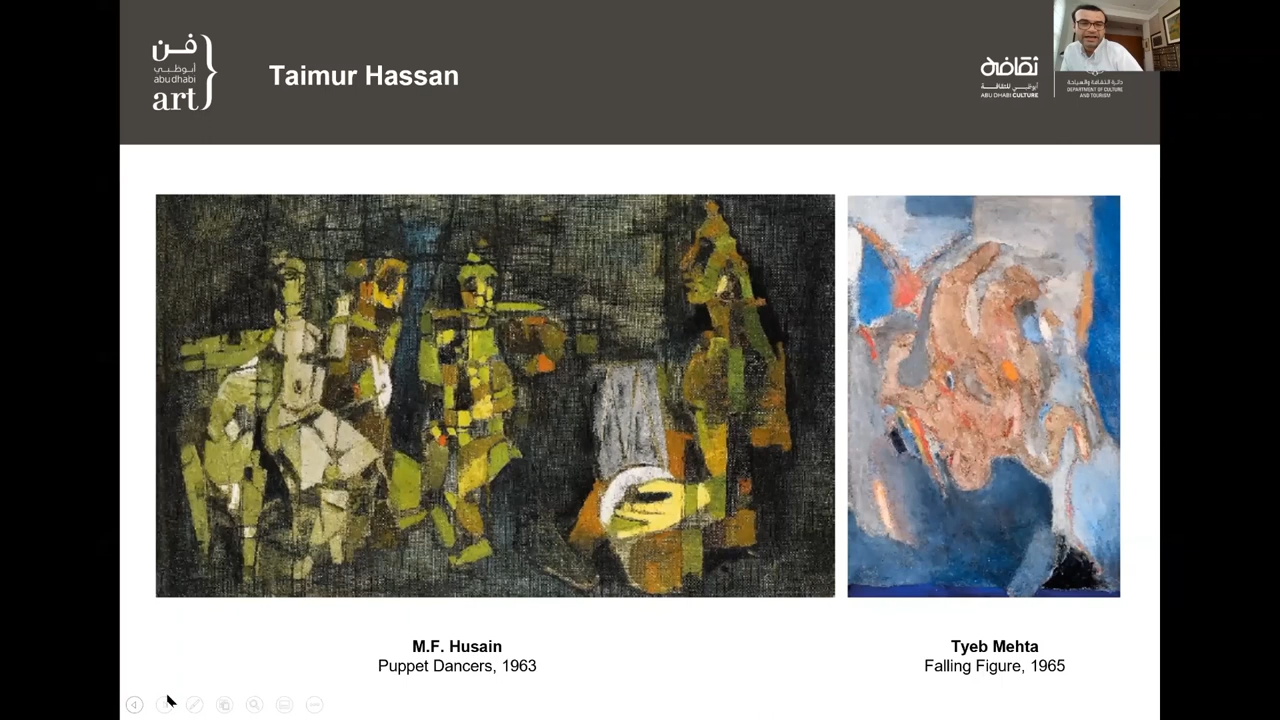 فن
أبوظبي
abu dhabi
art
Taimur Hassan
ثقافة
أبوظبي للثقافة
ABU DHABI CULTURE
دائرة الثقافة والسياحة
DEPARTMENT OF CULTURE
AND TOURISM
M.F. Husain
Puppet Dancers, 1963
Tyeb Mehta
Falling Figure, 1965